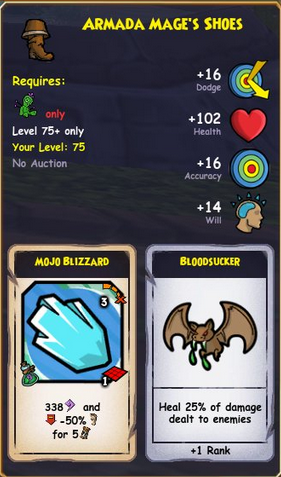 ARMADA MAGE'S SHOES
Requires:
only
Level 75+ only
Your Level: 75
No Auction
+16
Dodge
+102
Health
+16
Accuracy
+14
Will
MOJO BLIZZARD
3
1
338 and
-50%
for 5
BLOODSUCKER
Heal 25% of damage
dealt to enemies
+1 Rank